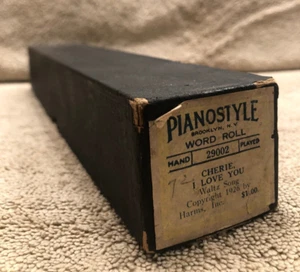 PIANOSTYLE
BROOKLYN, N.Y.
WORD ROLL
HAND 29002 PLAYED
72
CHERIE,
I LOVE YOU
Waltz Song
Copyright 1926 by
Harms, Inc. $1.00.